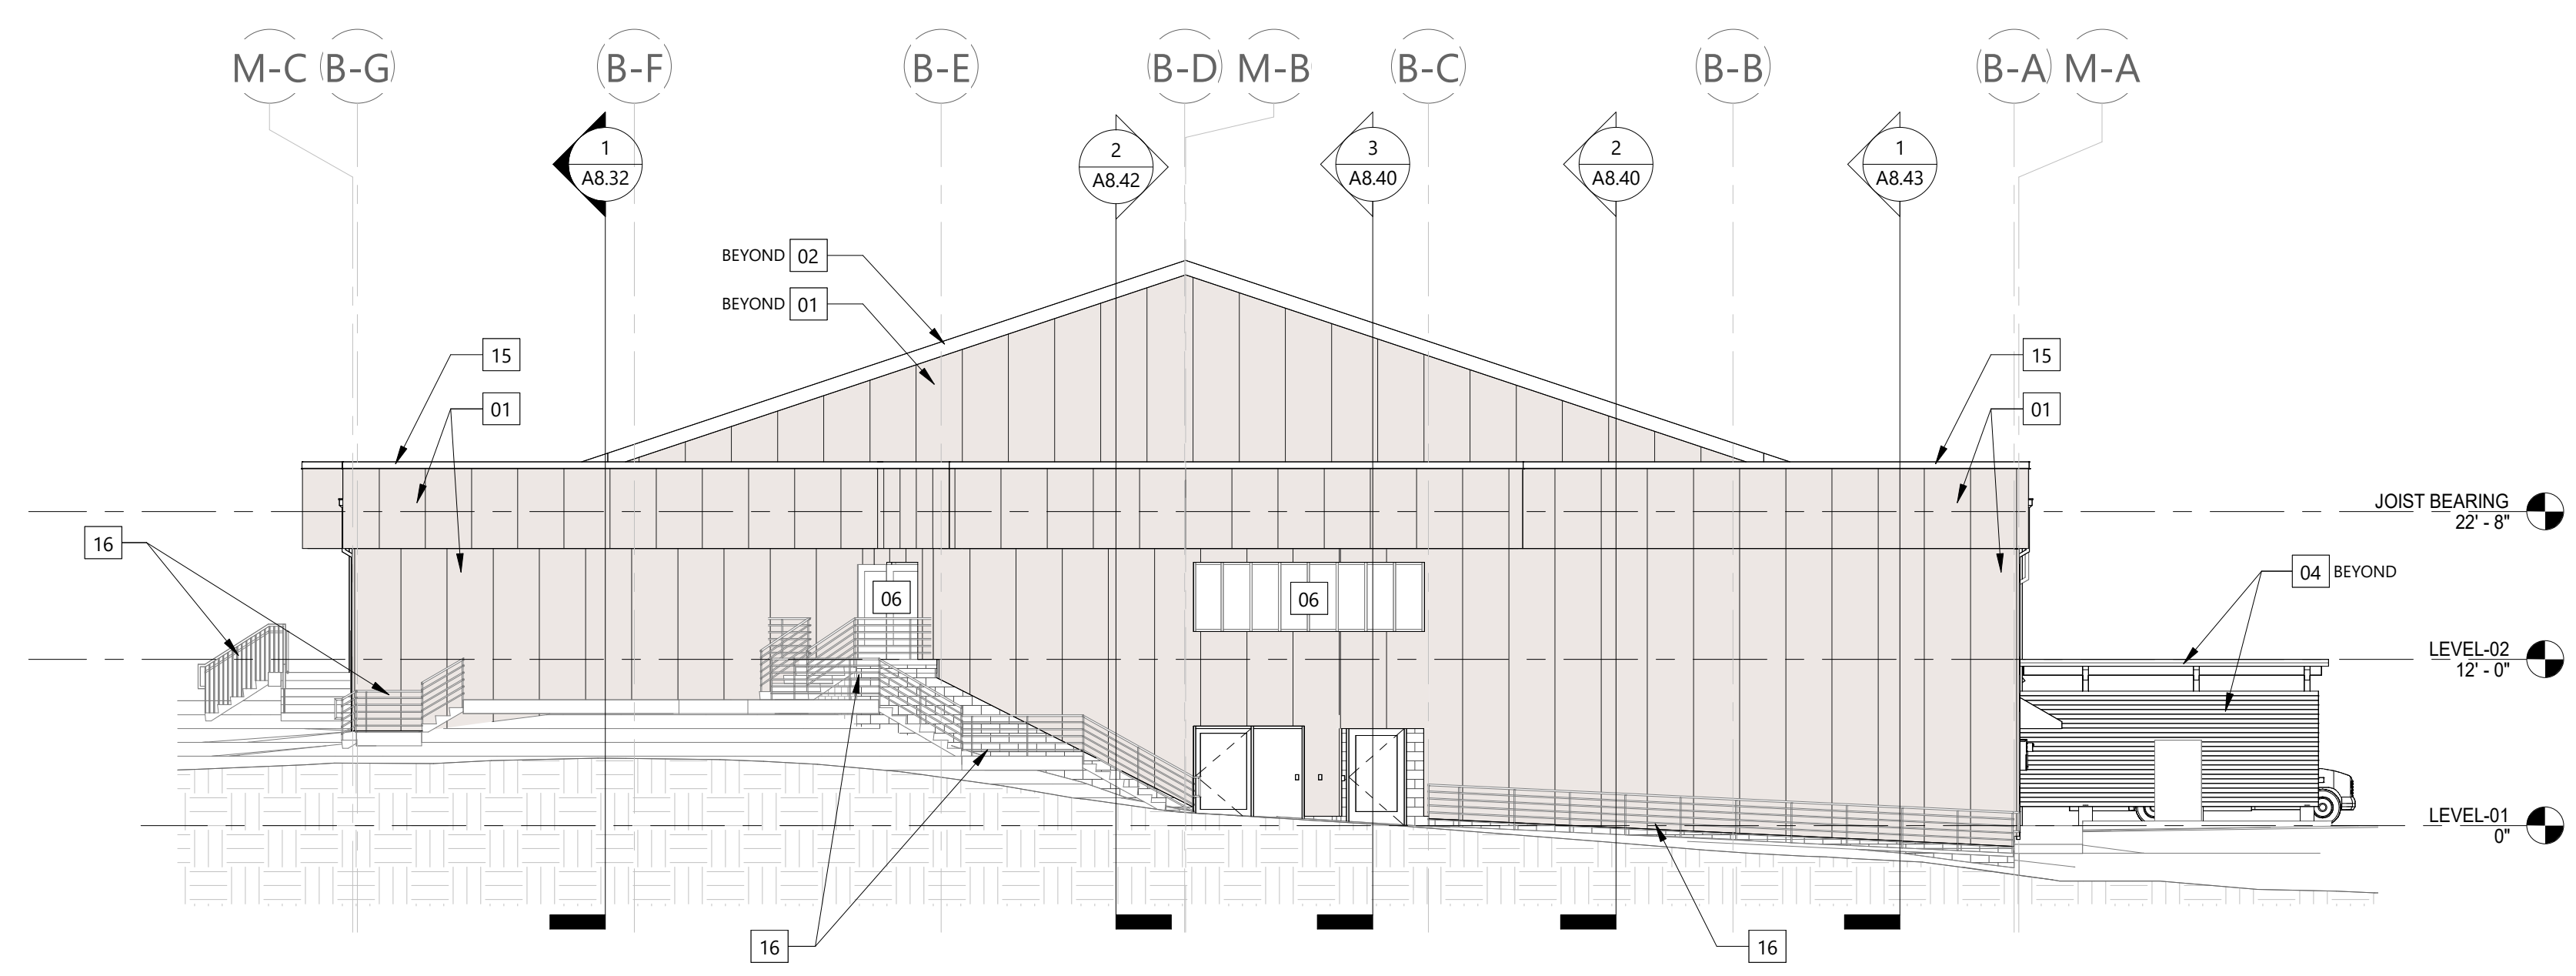 M-C
B-G
B-F
B-E
B-D
M-B
B-C
B-B
B-A
M-A
1
A8.32
2
A8.42
3
A8.40
2
A8.40
1
A8.43
BEYOND 02
BEYOND 01
15
01
15
01
JOIST BEARING
22' - 8"
16
06
06
04 BEYOND
LEVEL-02
12' - 0"
LEVEL-01
0"
16
16